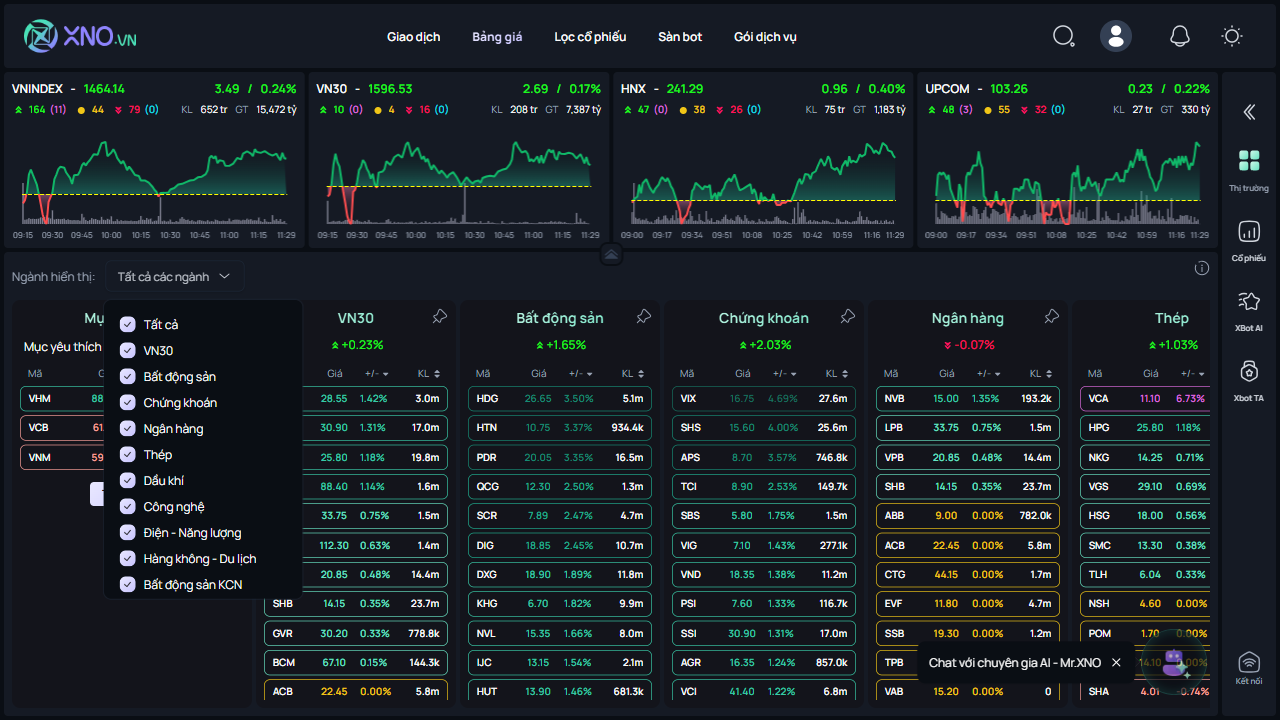 XNO.VN
Giao dịch Bảng giá Lọc cổ phiếu Sàn bot Gói dịch vụ
VNINDEX - 1464.14 3.49 / 0.24%
164 (11) 44 79 (0) KL 652 tr GT 15,472 tỷ
09:15 09:30 09:45 10:00 10:15 10:45 11:00 11:15 11:29
VN30 - 1596.53 2.69 / 0.17%
10 (0) 4 16 (0) KL 208 tr GT 7,387 tỷ
09:15 09:30 09:45 10:00 10:15 10:45 11:00 11:15 11:29
HNX - 241.29 0.96 / 0.40%
47 (0) 38 26 (0) KL 75 tr GT 1,183 tỷ
09:00 09:17 09:34 09:51 10:08 10:25 10:42 10:59 11:16 11:29
UPCOM - 103.26 0.23 / 0.22%
48 (3) 55 32 (0) KL 27 tr GT 330 tỷ
09:00 09:17 09:34 09:51 10:08 10:25 10:42 11:16 11:29
Thị trường
Cổ phiếu
XBot AI
Xbot TA
Kết nối
Ngành hiển thị: Tất cả các ngành
Tất cả
VN30
Bất động sản
Chứng khoán
Ngân hàng
Thép
Dầu khí
Công nghệ
Điện - Năng lượng
Hàng không - Du lịch
Bất động sản KCN
Mục yêu thích
Mã
VHM
VCB
VNM
VN30
+0.23%
Giá +/- KL
28.55 1.42% 3.0m
30.90 1.31% 17.0m
25.80 1.18% 19.8m
88.40 1.14% 1.6m
33.75 0.75% 1.5m
112.30 0.63% 1.4m
20.85 0.48% 14.4m
SHB 14.15 0.35% 23.7m
GVR 30.20 0.33% 778.8k
BCM 67.10 0.15% 144.3k
ACB 22.45 0.00% 5.8m
Bất động sản
+1.65%
Mã Giá +/- KL
HDG 26.65 3.50% 5.1m
HTN 10.75 3.37% 934.4k
PDR 20.05 3.35% 16.5m
QCG 12.30 2.50% 1.3m
SCR 7.89 2.47% 4.7m
DIG 18.85 2.45% 10.7m
DXG 18.90 1.89% 11.8m
KHG 6.70 1.82% 9.9m
NVL 15.35 1.66% 8.0m
IJC 13.15 1.54% 2.1m
HUT 13.90 1.46% 681.3k
Chứng khoán
+2.03%
Mã Giá +/- KL
VIX 16.75 4.69% 27.6m
SHS 15.60 4.00% 25.6m
APS 8.70 3.57% 746.8k
TCI 8.90 2.53% 149.7k
SBS 5.80 1.75% 1.5m
VIG 7.10 1.43% 277.1k
VND 18.35 1.38% 11.2m
PSI 7.60 1.33% 116.7k
SSI 30.90 1.31% 17.0m
AGR 16.35 1.24% 857.0k
VCI 41.40 1.22% 6.8m
Ngân hàng
-0.07%
Mã Giá +/- KL
NVB 15.00 1.35% 193.2k
LPB 33.75 0.75% 1.5m
VPB 20.85 0.48% 14.4m
SHB 14.15 0.35% 23.7m
ABB 9.00 0.00% 782.0k
ACB 22.45 0.00% 5.8m
CTG 44.15 0.00% 1.7m
EVF 11.80 0.00% 4.7m
SSB 19.30 0.00% 1.2m
TPB
VAB 15.20 0.00% 0
Thép
+1.03%
Mã Giá +/-
VCA 11.10 6.73%
HPG 25.80 1.18%
NKG 14.25 0.71%
VGS 29.10 0.69%
HSG 18.00 0.56%
SMC 13.30 0.38%
TLH 6.04 0.33%
NSH 4.60 0.00%
POM 1.70 0.00%
14.10 0.00%
SHA 4.01 -0.74%
Chat với chuyên gia AI - Mr.XNO